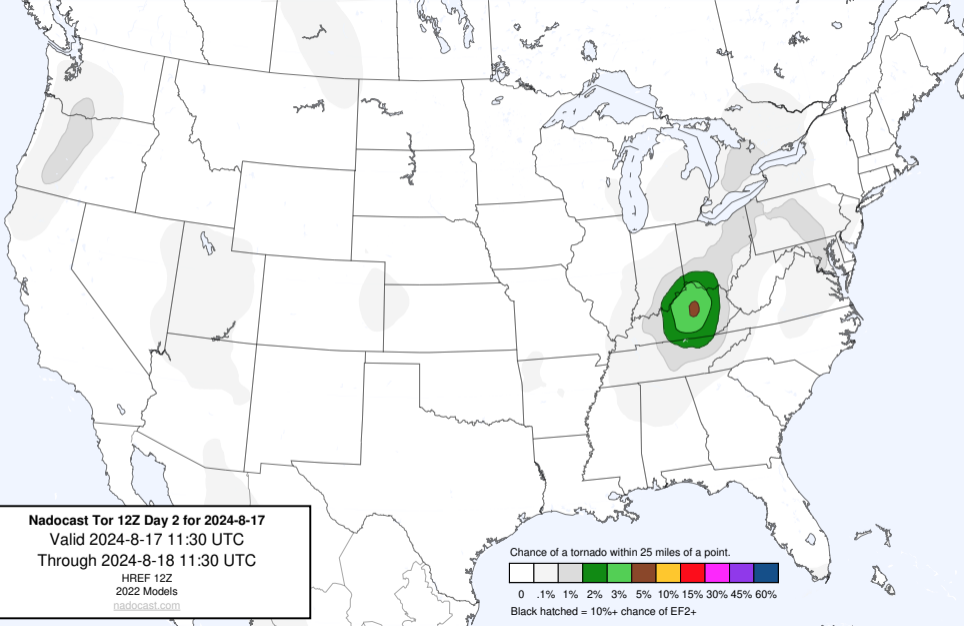 Nadocast Tor 12Z Day 2 for 2024-8-17
Valid 2024-8-17 11:30 UTC
Through 2024-8-18 11:30 UTC
HREF 12Z
2022 Models
nadocast.com
Chance of a tornado within 25 miles of a point.
0 .1% 1% 2% 3% 5% 10% 15% 30% 45% 60%
Black hatched = 10%+ chance of EF2+